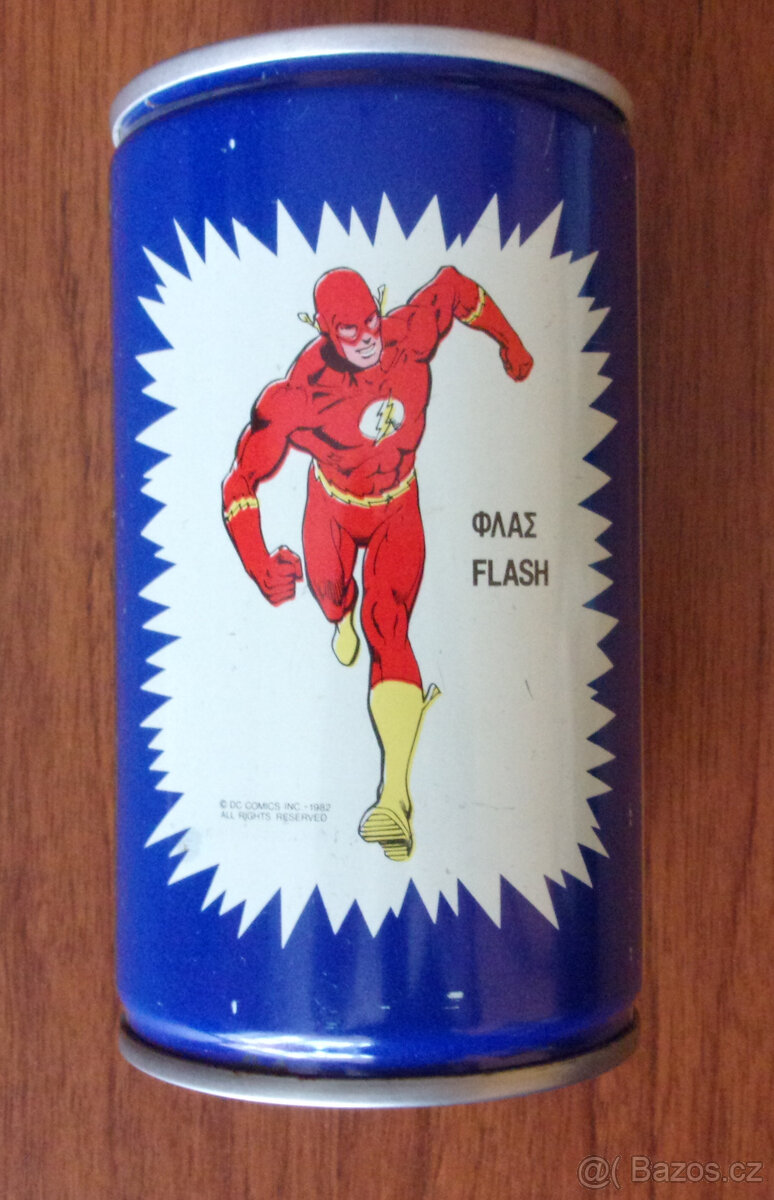 ΦΛΑΣ
FLASH
© DC COMICS INC. -1982
ALL RIGHTS RESERVED
@( Bazos.cz